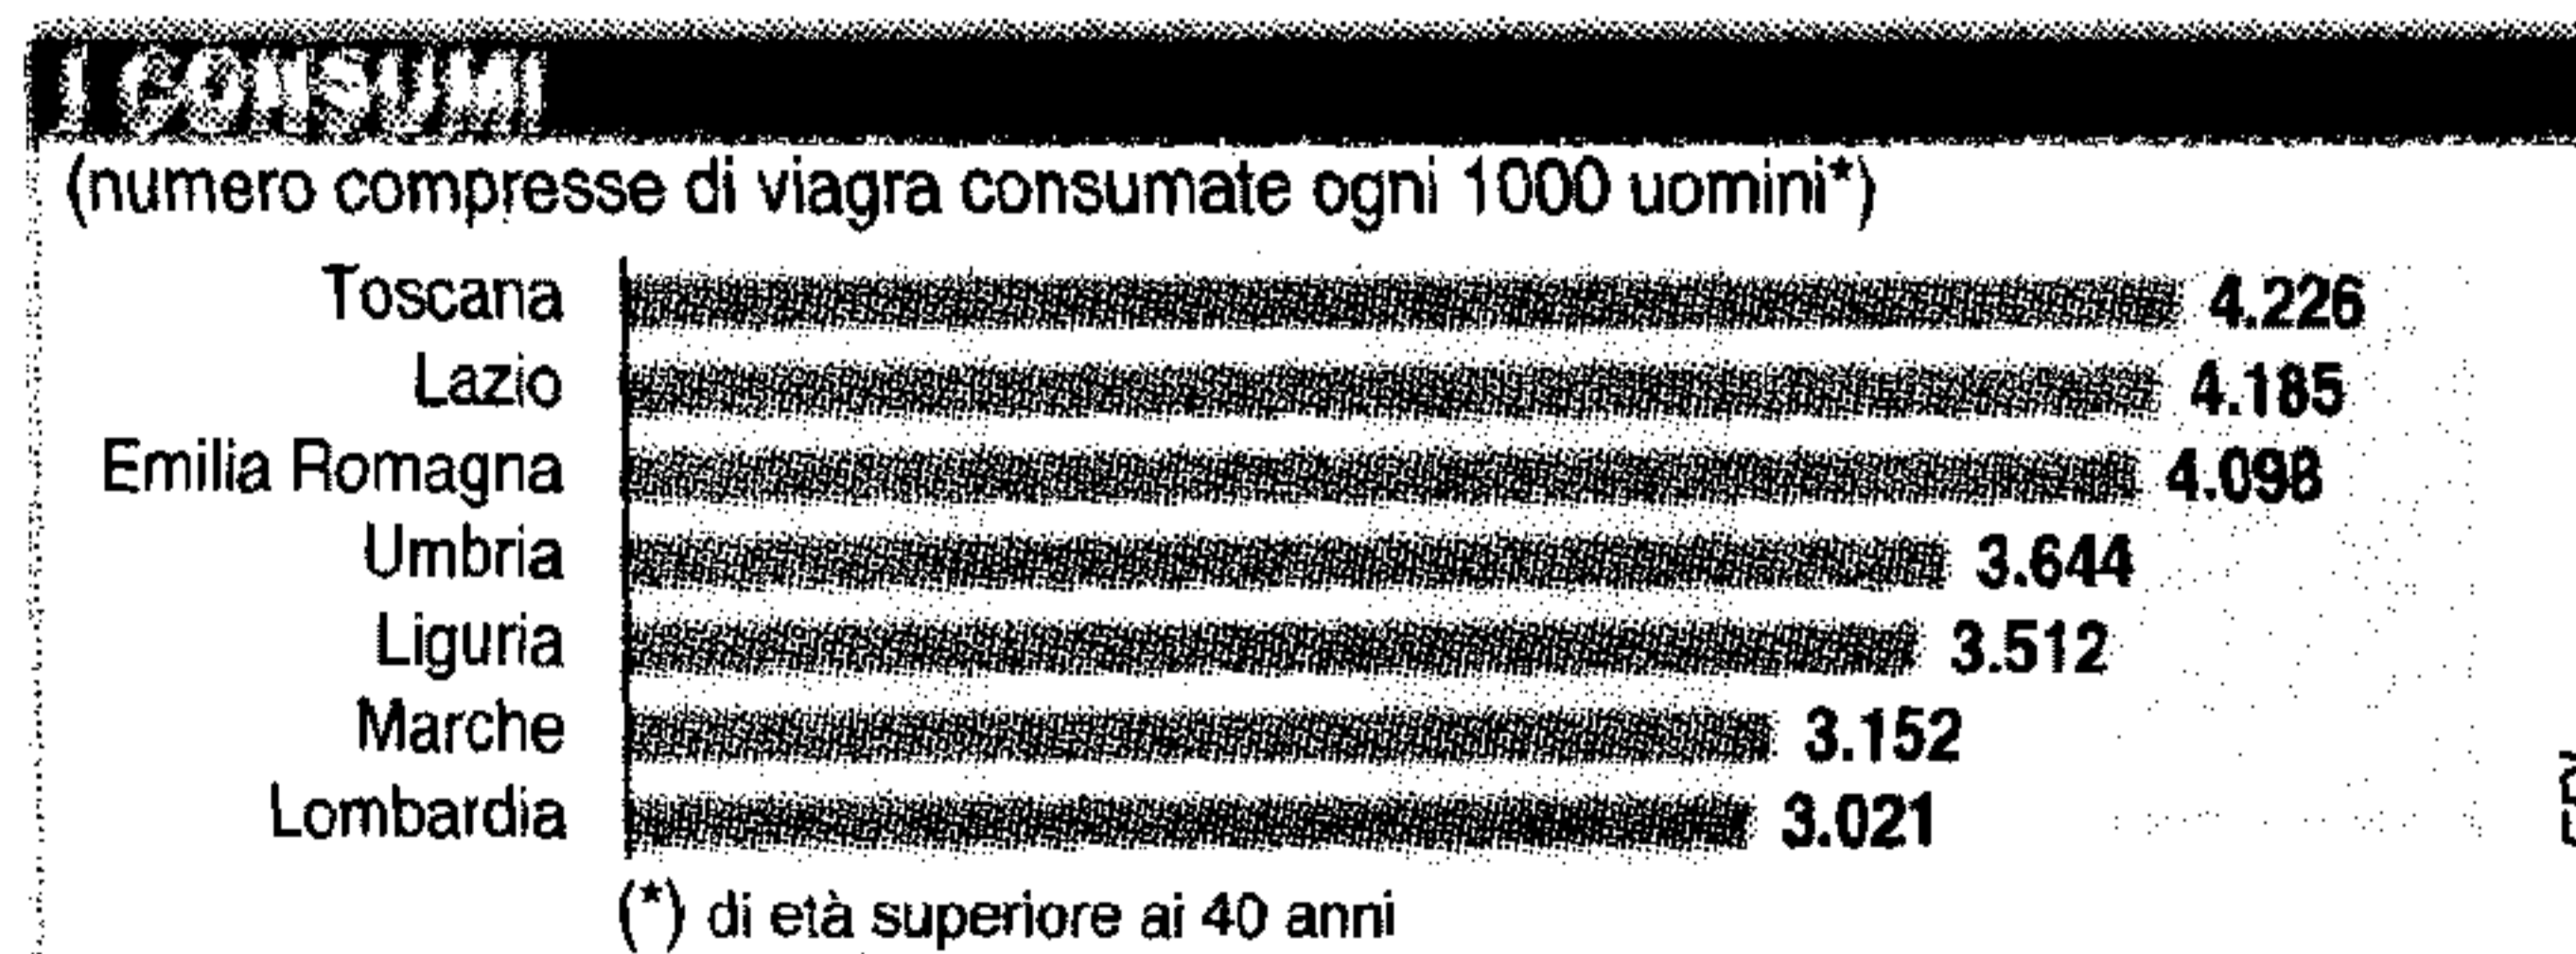 I CONSUMI
(numero compresse di viagra consumate ogni 1000 uomini*)
Toscana 4.226
Lazio 4.185
Emilia Romagna 4.098
Umbria 3.644
Liguria 3.512
Marche 3.152
Lombardia 3.021
(*) di età superiore ai 40 anni